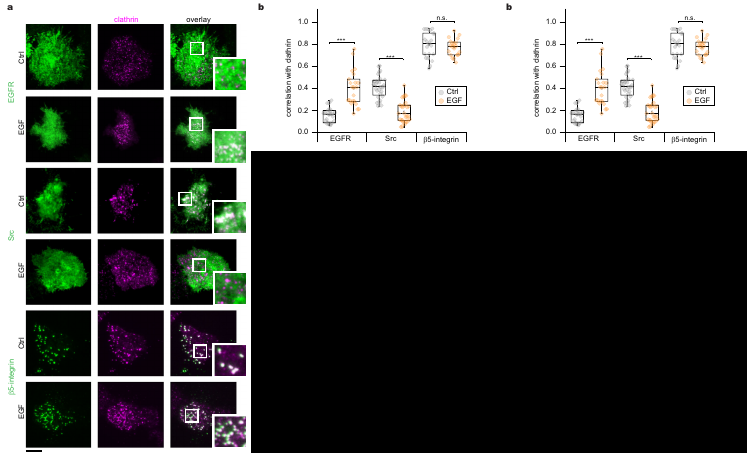 a
clathrin
overlay
EGFR
Ctrl
EGF
Src
Ctrl
EGF
β5-integrin
Ctrl
EGF
b
correlation with clathrin
1.0
0.8
0.6
0.4
0.2
0.0
***
***
n.s.
Ctrl
EGF
EGFR
Src
β5-integrin
b
correlation with clathrin
1.0
0.8
0.6
0.4
0.2
0.0
***
***
n.s.
Ctrl
EGF
EGFR
Src
β5-integrin